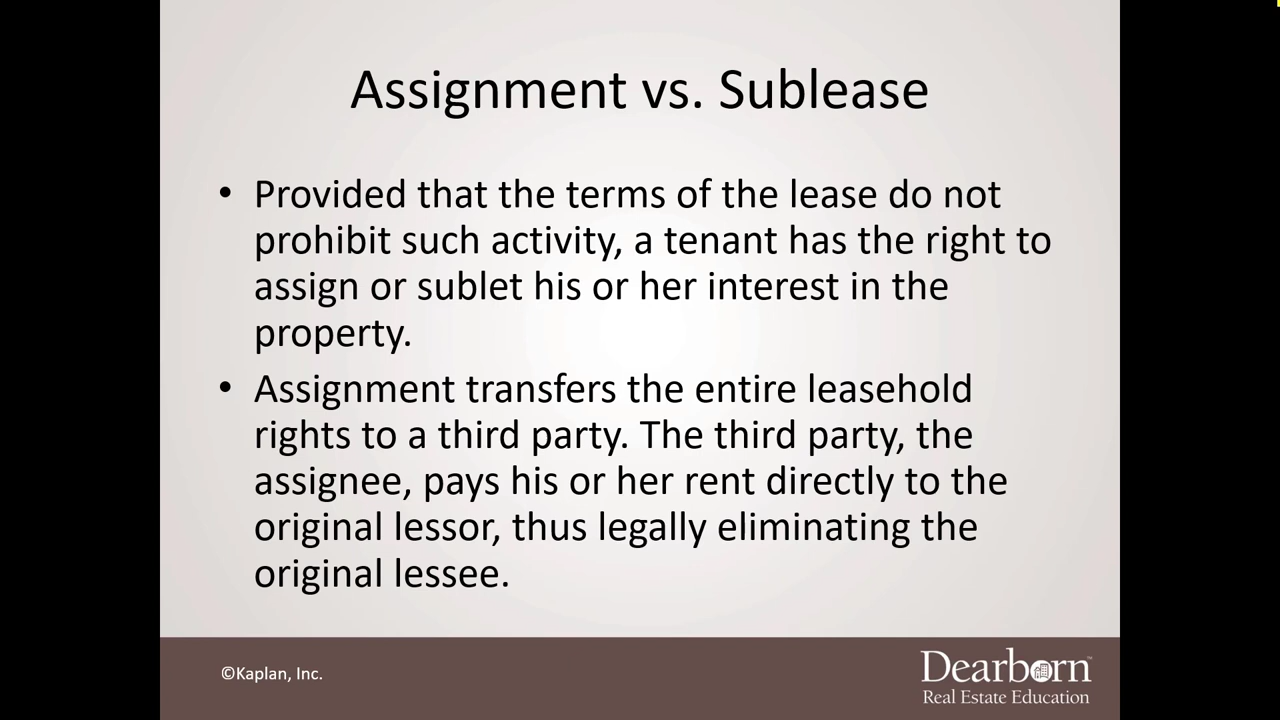 Assignment vs. Sublease
• Provided that the terms of the lease do not
prohibit such activity, a tenant has the right to
assign or sublet his or her interest in the
property.
• Assignment transfers the entire leasehold
rights to a third party. The third party, the
assignee, pays his or her rent directly to the
original lessor, thus legally eliminating the
original lessee.
©Kaplan, Inc.
Dearborn™
Real Estate Education